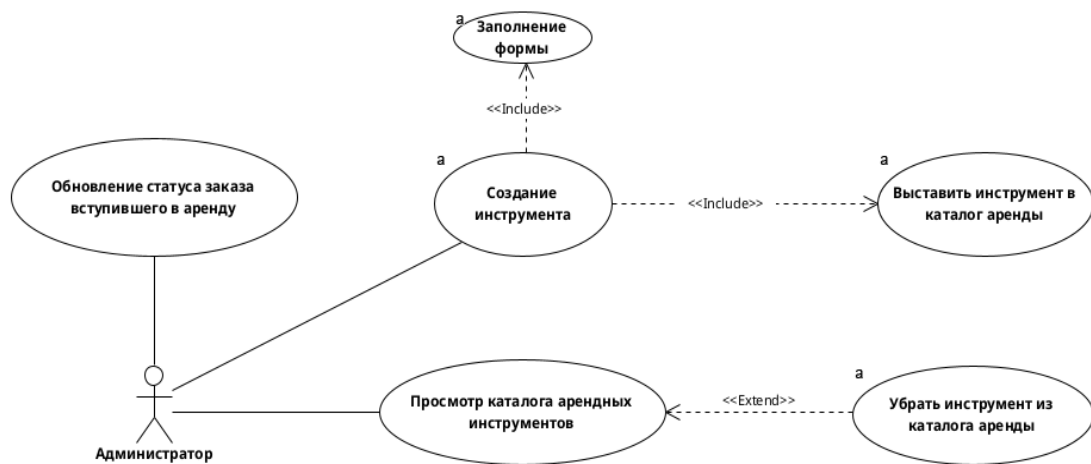 a
Заполнение
формы
<<Include>>
Обновление статуса заказа
вступившего в аренду
a
Создание
инструмента
<<Include>>
a
Выставить инструмент в
каталог аренды
Администратор
Просмотр каталога арендных
инструментов
<<Extend>>
a
Убрать инструмент из
каталога аренды